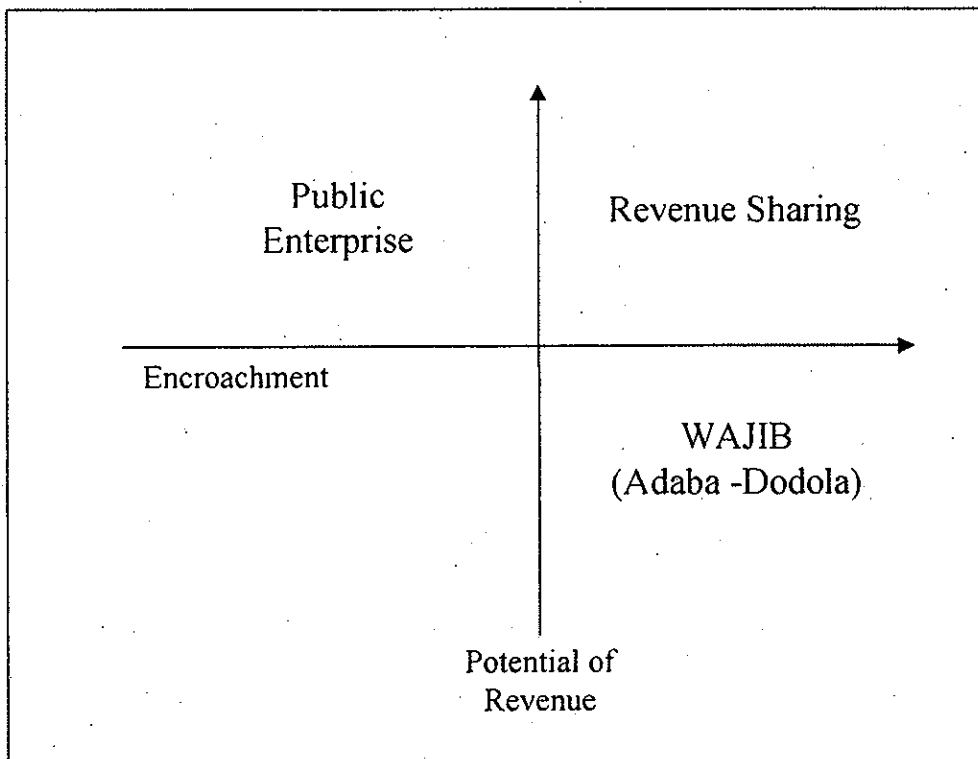 Public
Enterprise
Revenue Sharing
Encroachment
WAJIB
(Adaba -Dodola)
Potential of
Revenue